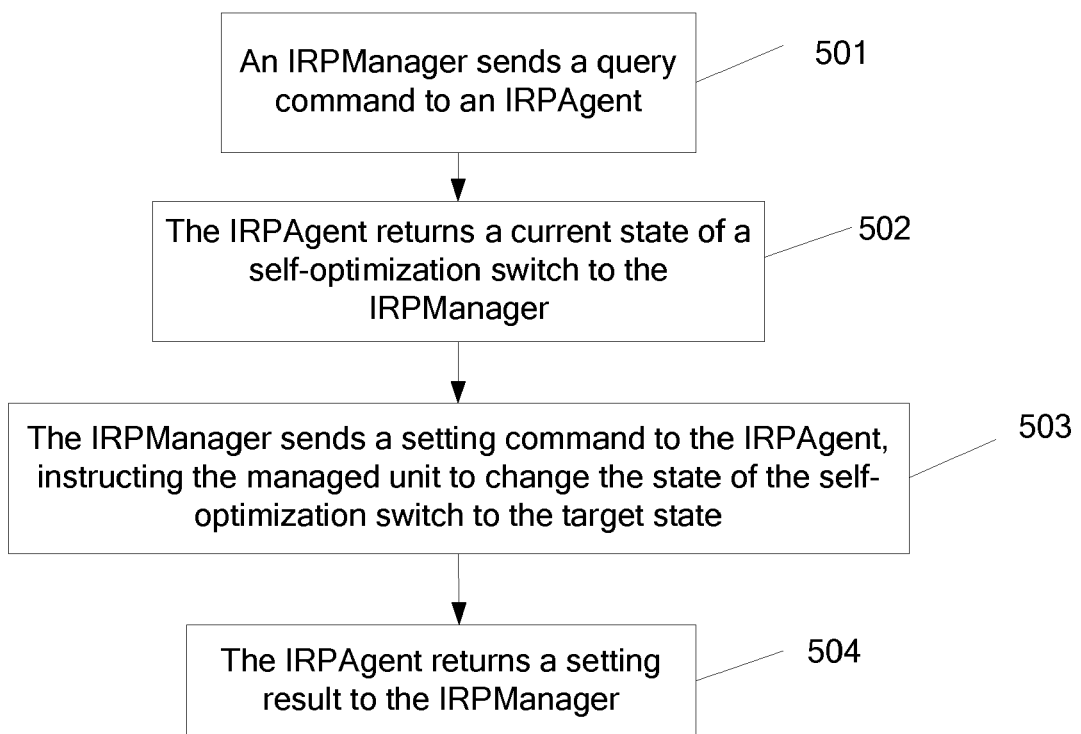 An IRPManager sends a query
command to an IRPAgent
501
The IRPAgent returns a current state of a
self-optimization switch to the
IRPManager
502
The IRPManager sends a setting command to the IRPAgent,
instructing the managed unit to change the state of the self-
optimization switch to the target state
503
The IRPAgent returns a setting
result to the IRPManager
504